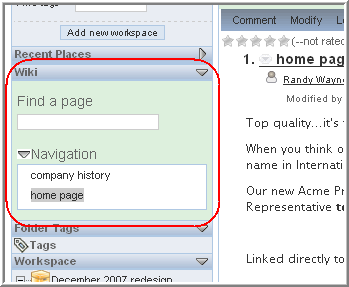 Add new workspace
Recent Places
Wiki
Find a page
Navigation
company history
home page
Folder Tags
Tags
Workspace
December 2007 redesign
Comment Modify
(--not rated
1. home pag
Randy Wayne
Modified by
Top quality...it's
When you think o
name in Internati
Our new Acme Pr
Representative
Linked directly to